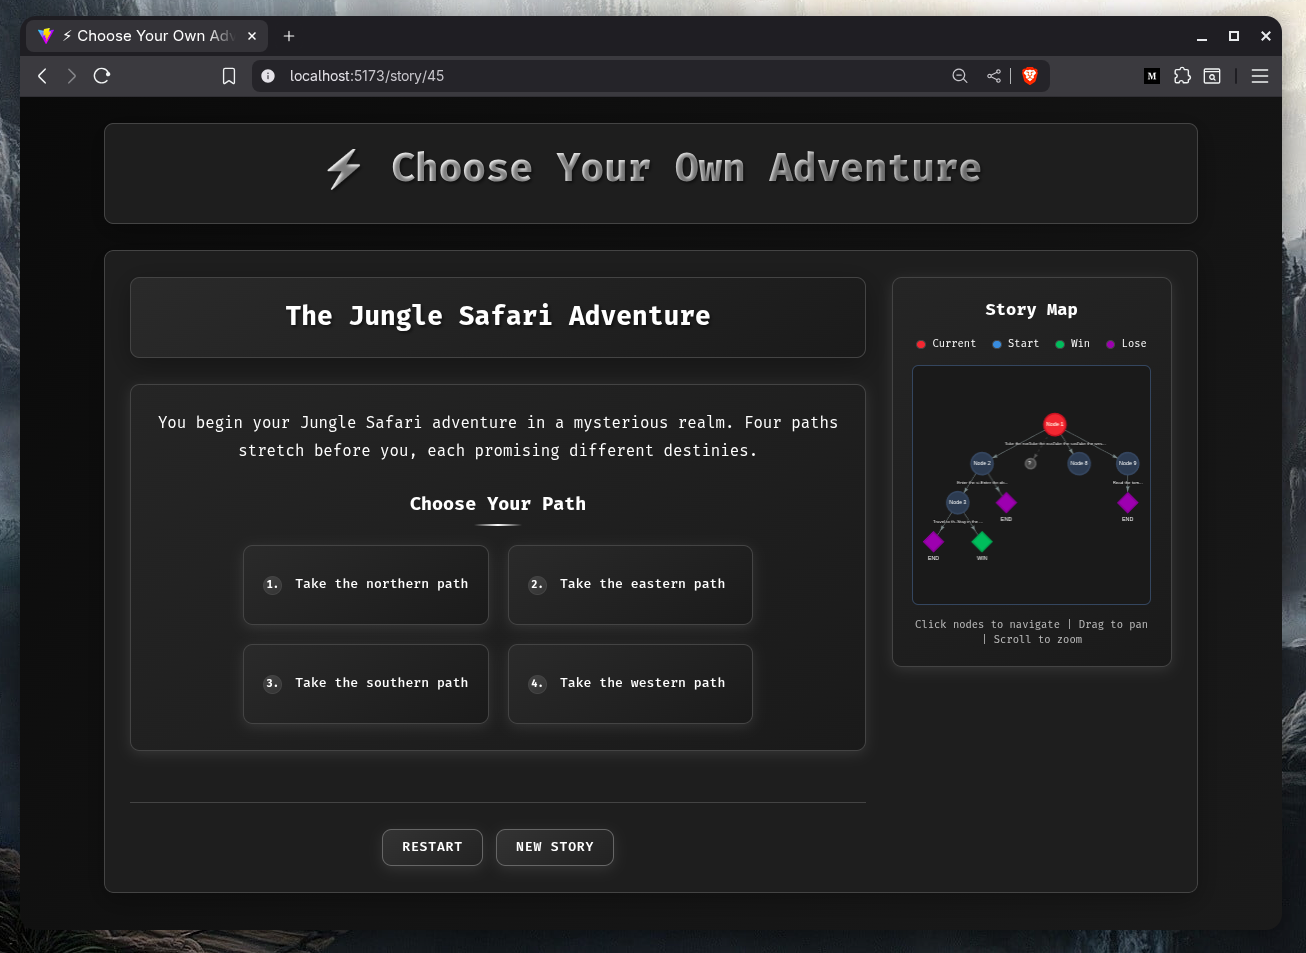 ⚡ Choose Your Own Adv
localhost:5173/story/45
M
⚡ Choose Your Own Adventure
The Jungle Safari Adventure
You begin your Jungle Safari adventure in a mysterious realm. Four paths
stretch before you, each promising different destinies.
Choose Your Path
1. Take the northern path
2. Take the eastern path
3. Take the southern path
4. Take the western path
RESTART
NEW STORY
Story Map
Current
Start
Win
Lose
Node 1
Node 2
?
Node 8
Node 9
Node 3
END
END
END
WIN
Click nodes to navigate | Drag to pan
| Scroll to zoom